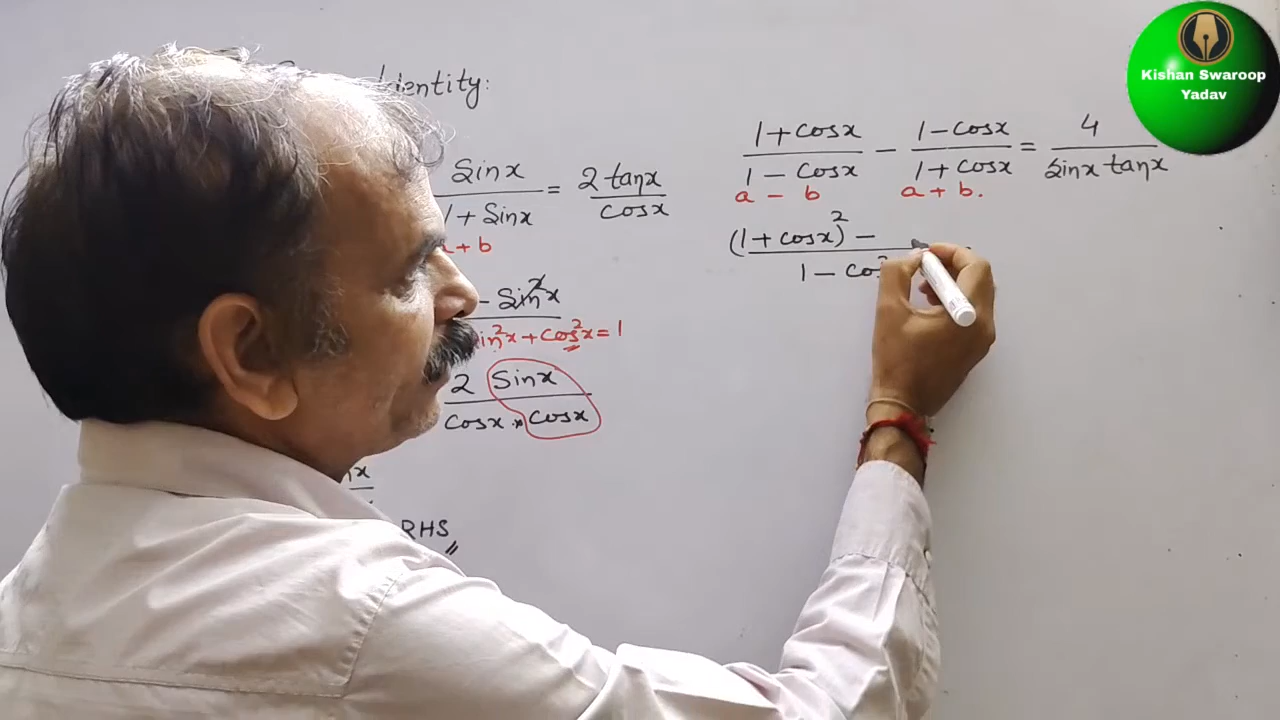 identity:
Sinx / 1 + Sinx = 2 tanx / cosx
a + b
- Sin²x
sin²x + cos²x = 1
2 Sinx / cosx * cosx
RHS
1 + cosx / 1 - cosx - 1 - cosx / 1 + cosx = 4 / sinx tanx
a - b a + b.
(1 + cosx)² - / 1 - cos²
Kishan Swaroop
Yadav